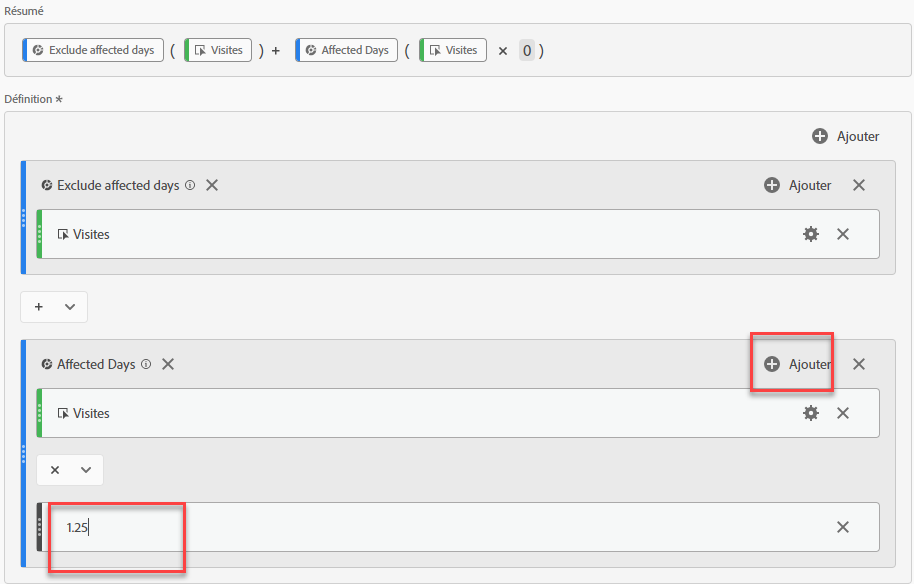 Résumé
Exclude affected days ( Visites ) + Affected Days ( Visites × 0 )
Définition *
Ajouter
Exclude affected days Ajouter
Visites
+
Affected Days Ajouter
Visites
×
1.25